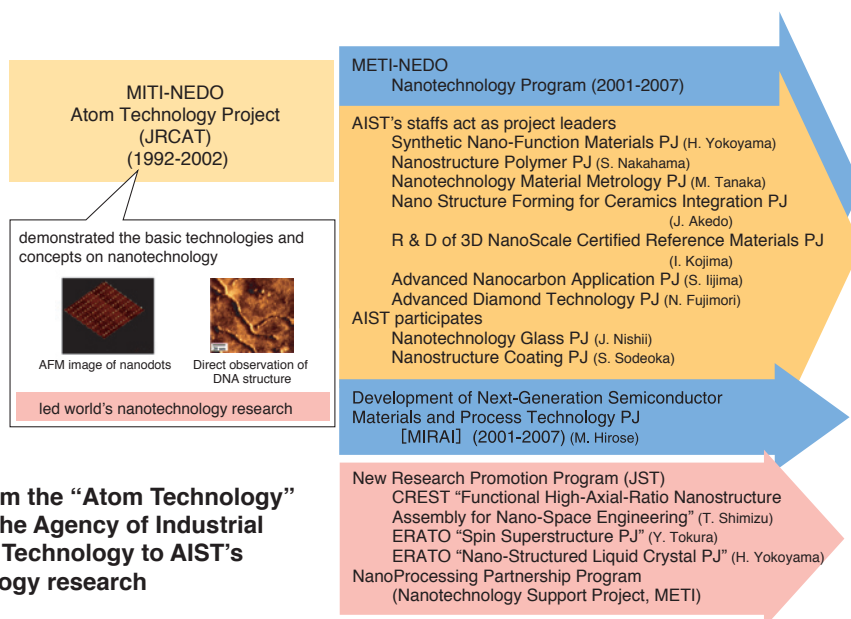 MITI-NEDO
Atom Technology Project
(JRCAT)
(1992-2002)
demonstrated the basic technologies and
concepts on nanotechnology
AFM image of nanodots
Direct observation of
DNA structure
led world's nanotechnology research
METI-NEDO
Nanotechnology Program (2001-2007)
AIST's staffs act as project leaders
Synthetic Nano-Function Materials PJ (H. Yokoyama)
Nanostructure Polymer PJ (S. Nakahama)
Nanotechnology Material Metrology PJ (M. Tanaka)
Nano Structure Forming for Ceramics Integration PJ
(J. Akedo)
R & D of 3D NanoScale Certified Reference Materials PJ
(I. Kojima)
Advanced Nanocarbon Application PJ (S. Iijima)
Advanced Diamond Technology PJ (N. Fujimori)
AIST participates
Nanotechnology Glass PJ (J. Nishii)
Nanostructure Coating PJ (S. Sodeoka)
Development of Next-Generation Semiconductor
Materials and Process Technology PJ
［MIRAI］(2001-2007) (M. Hirose)
New Research Promotion Program (JST)
CREST “Functional High-Axial-Ratio Nanostructure
Assembly for Nano-Space Engineering” (T. Shimizu)
ERATO “Spin Superstructure PJ” (Y. Tokura)
ERATO “Nano-Structured Liquid Crystal PJ” (H. Yokoyama)
NanoProcessing Partnership Program
(Nanotechnology Support Project, METI)
m the “Atom Technology”
he Agency of Industrial
Technology to AIST's
logy research